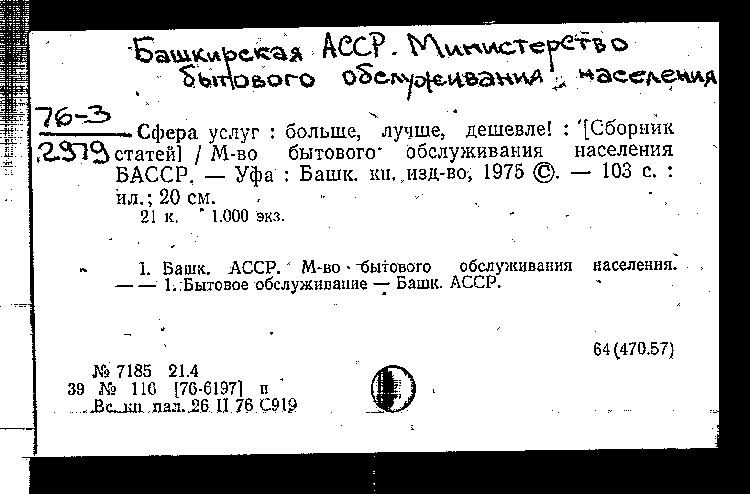 Башкирская АССР. Министерство
бытового обслуживания населения
76-3
2979
Сфера услуг : больше, лучше, дешевле! : [Сборник
статей] / М-во бытового обслуживания населения
БАССР. — Уфа : Башк. кн. изд-во, 1975 ©. — 103 с. :
ил.; 20 см.
21 к. 1.000 экз.
1. Башк. АССР. М-во бытового обслуживания населения.
— — 1. Бытовое обслуживание — Башк. АССР.
64(470.57)
№ 7185 21.4
39 № 116 [76-6197] п
Вс. кн. пал. 26 II 76 С919